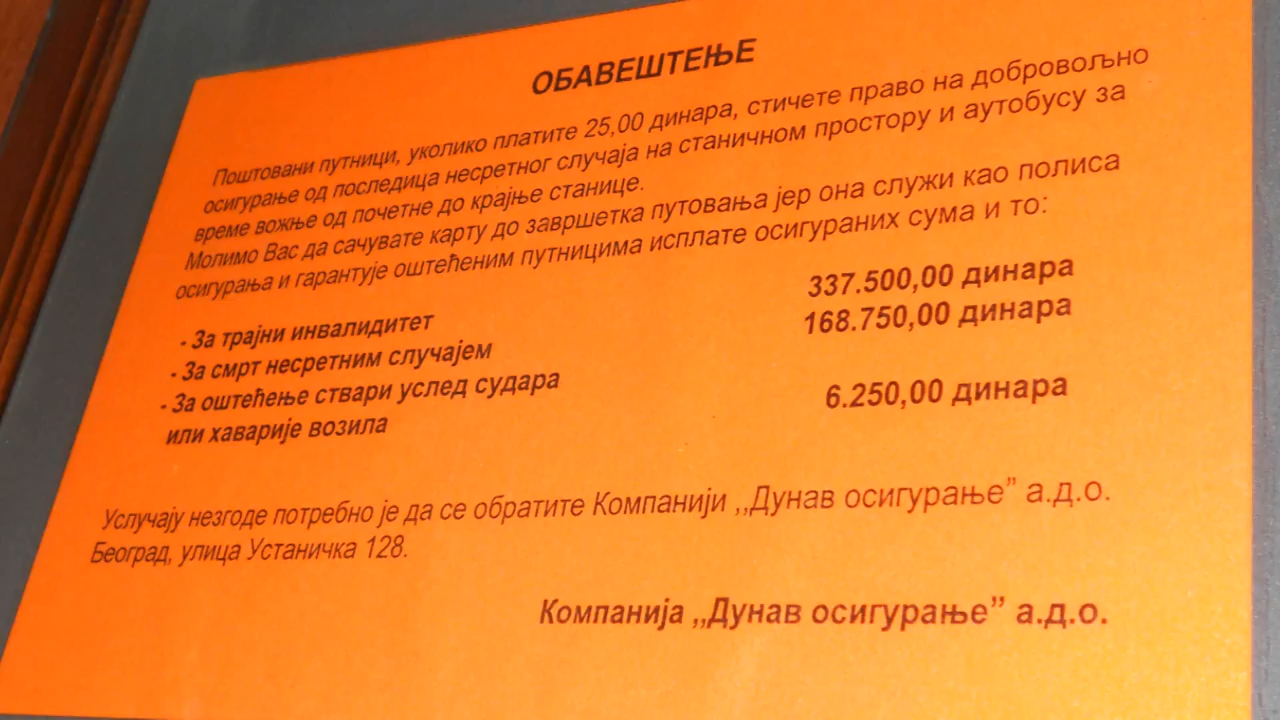 ОБАВЕШТЕЊЕ
Поштовани путници, уколико платите 25,00 динара, стичете право на добровољно
осигурање од последица несретног случаја на станичном простору и аутобусу за
време вожње од почетне до крајње станице.
Молимо Вас да сачувате карту до завршетка путовања јер она служи као полиса
осигурања и гарантује оштећеним путницима исплате осигураних сума и то:
- За трајни инвалидитет 337.500,00 динара
- За смрт несретним случајем 168.750,00 динара
- За оштећење ствари услед судара
или хаварије возила 6.250,00 динара
Услучају незгоде потребно је да се обратите Компанији ,,Дунав осигурање” а.д.о.
Београд, улица Устаничка 128.
Компанија ,,Дунав осигурање” а.д.о.